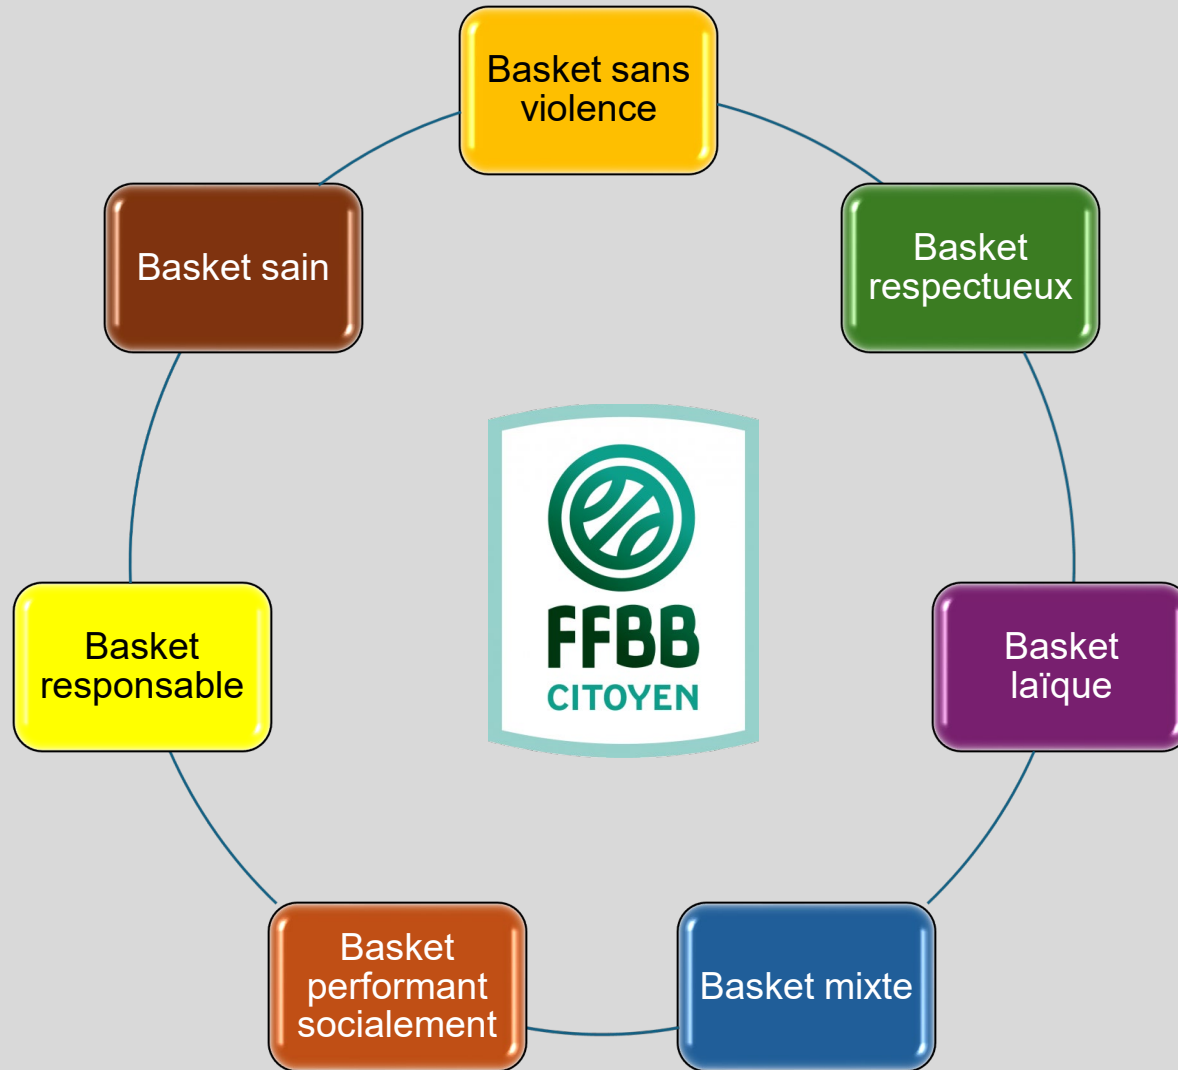 Basket sans
violence
Basket
respectueux
Basket
laïque
Basket mixte
Basket
performant
socialement
Basket
responsable
Basket sain
FFBB
CITOYEN